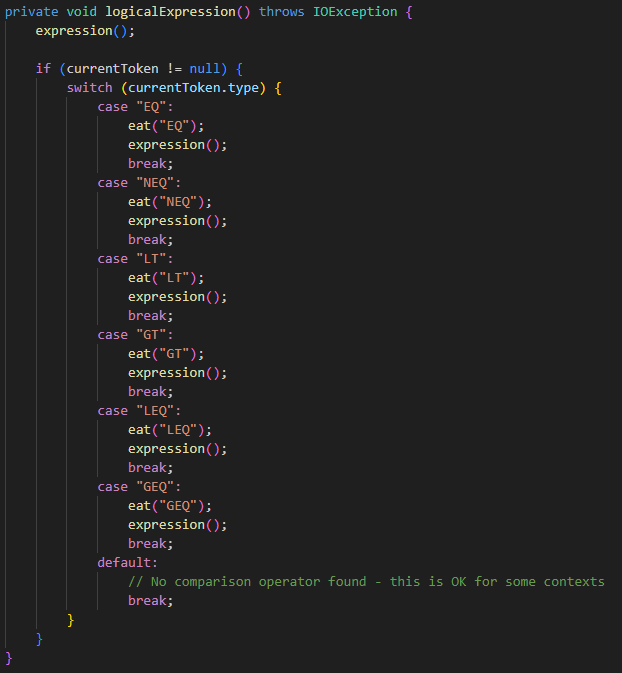 private void logicalExpression() throws IOException {
    expression();

    if (currentToken != null) {
        switch (currentToken.type) {
            case "EQ":
                eat("EQ");
                expression();
                break;
            case "NEQ":
                eat("NEQ");
                expression();
                break;
            case "LT":
                eat("LT");
                expression();
                break;
            case "GT":
                eat("GT");
                expression();
                break;
            case "LEQ":
                eat("LEQ");
                expression();
                break;
            case "GEQ":
                eat("GEQ");
                expression();
                break;
            default:
                // No comparison operator found - this is OK for some contexts
                break;
        }
    }
}